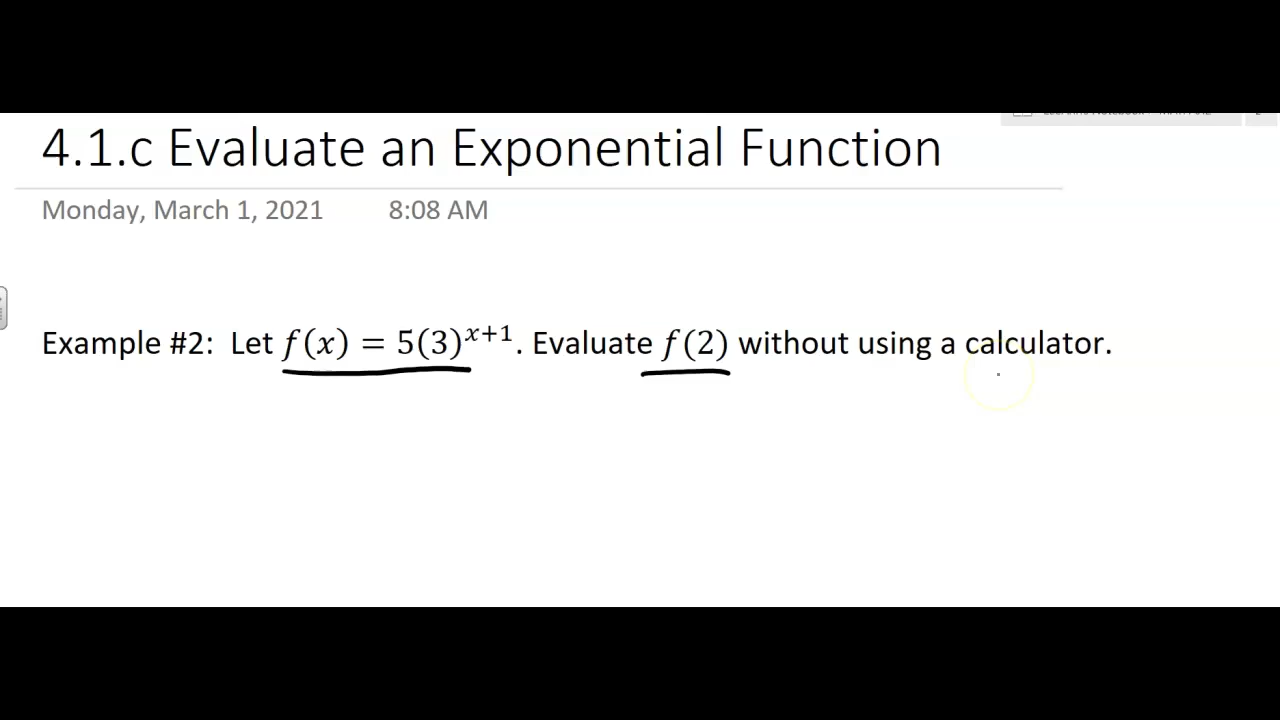 4.1.c Evaluate an Exponential Function
Monday, March 1, 2021 8:08 AM
Example #2: Let f(x) = 5(3)^{x+1}. Evaluate f(2) without using a calculator.